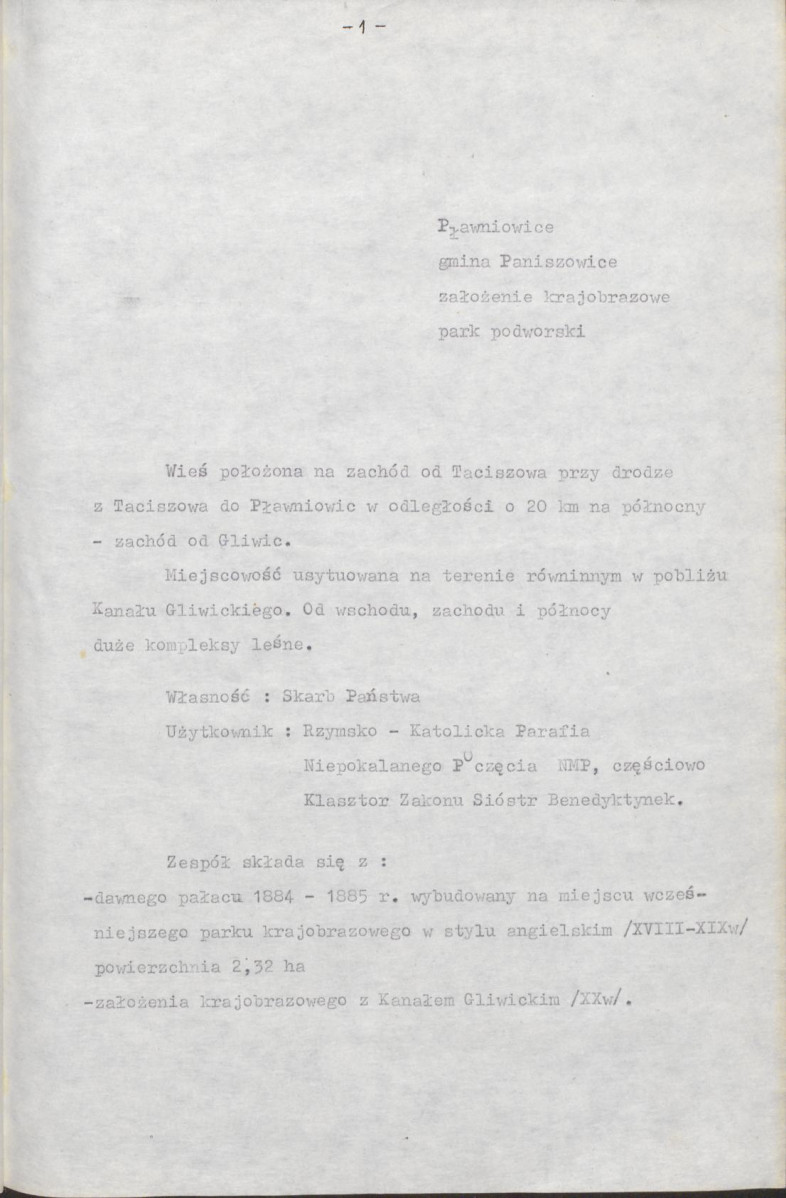 - 1 -
Pławniowice
gmina Paniszowice
założenie krajobrazowe
park podworski
Wieś położona na zachód od Taciszowa przy drodze
z Taciszowa do Pławniowic w odległości o 20 km na północny
- zachód od Gliwic.
Miejscowość usytuowana na terenie równinnym w pobliżu
Kanału Gliwickiégo. Od wschodu, zachodu i północy
duże kompleksy leśne.
Własność : Skarb Państwa
Użytkownik : Rzymsko - Katolicka Parafia
Niepokalanego Poczęcia NMP, częściowo
Klasztor Zakonu Sióstr Benedyktynek.
Zespół składa się z :
-dawnego pałacu 1884 - 1885 r. wybudowany na miejscu wcześ-
niejszego parku krajobrazowego w stylu angielskim /XVIII-XIXw/
powierzchnia 2,32 ha
-założenia krajobrazowego z Kanałem Gliwickim /XXw/.